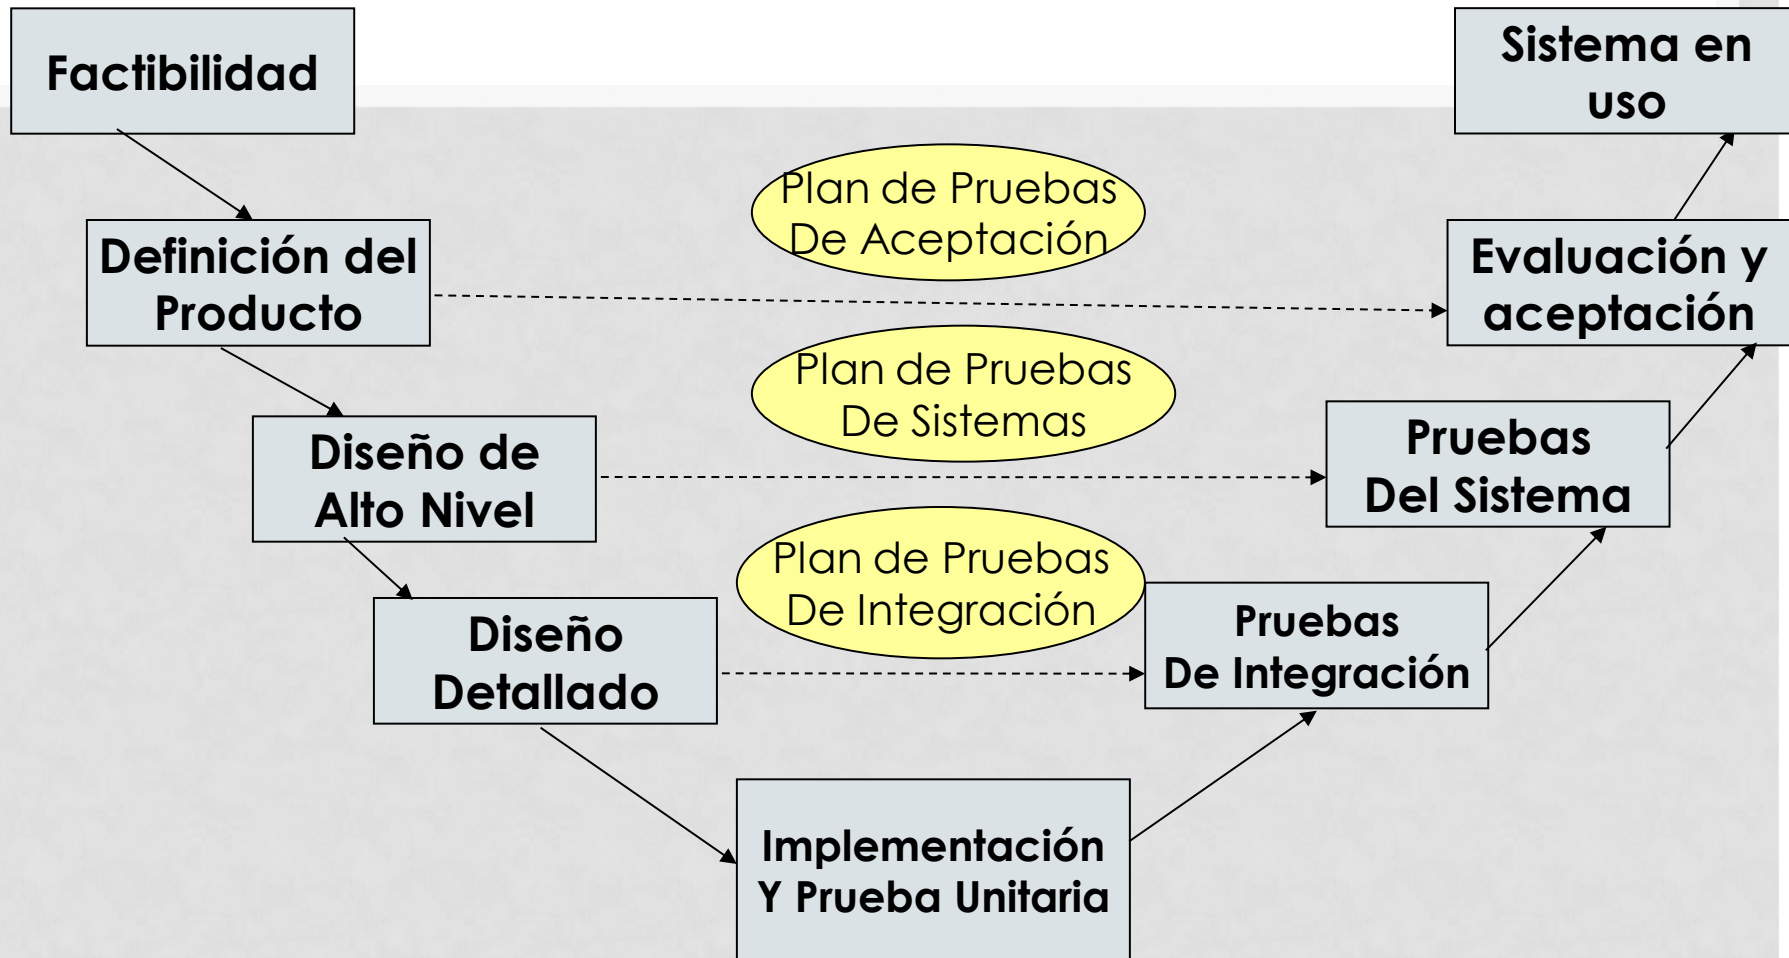 Factibilidad
Sistema en
uso
Plan de Pruebas
De Aceptación
Definición del
Producto
Evaluación y
aceptación
Plan de Pruebas
De Sistemas
Diseño de
Alto Nivel
Pruebas
Del Sistema
Plan de Pruebas
De Integración
Diseño
Detallado
Pruebas
De Integración
Implementación
Y Prueba Unitaria